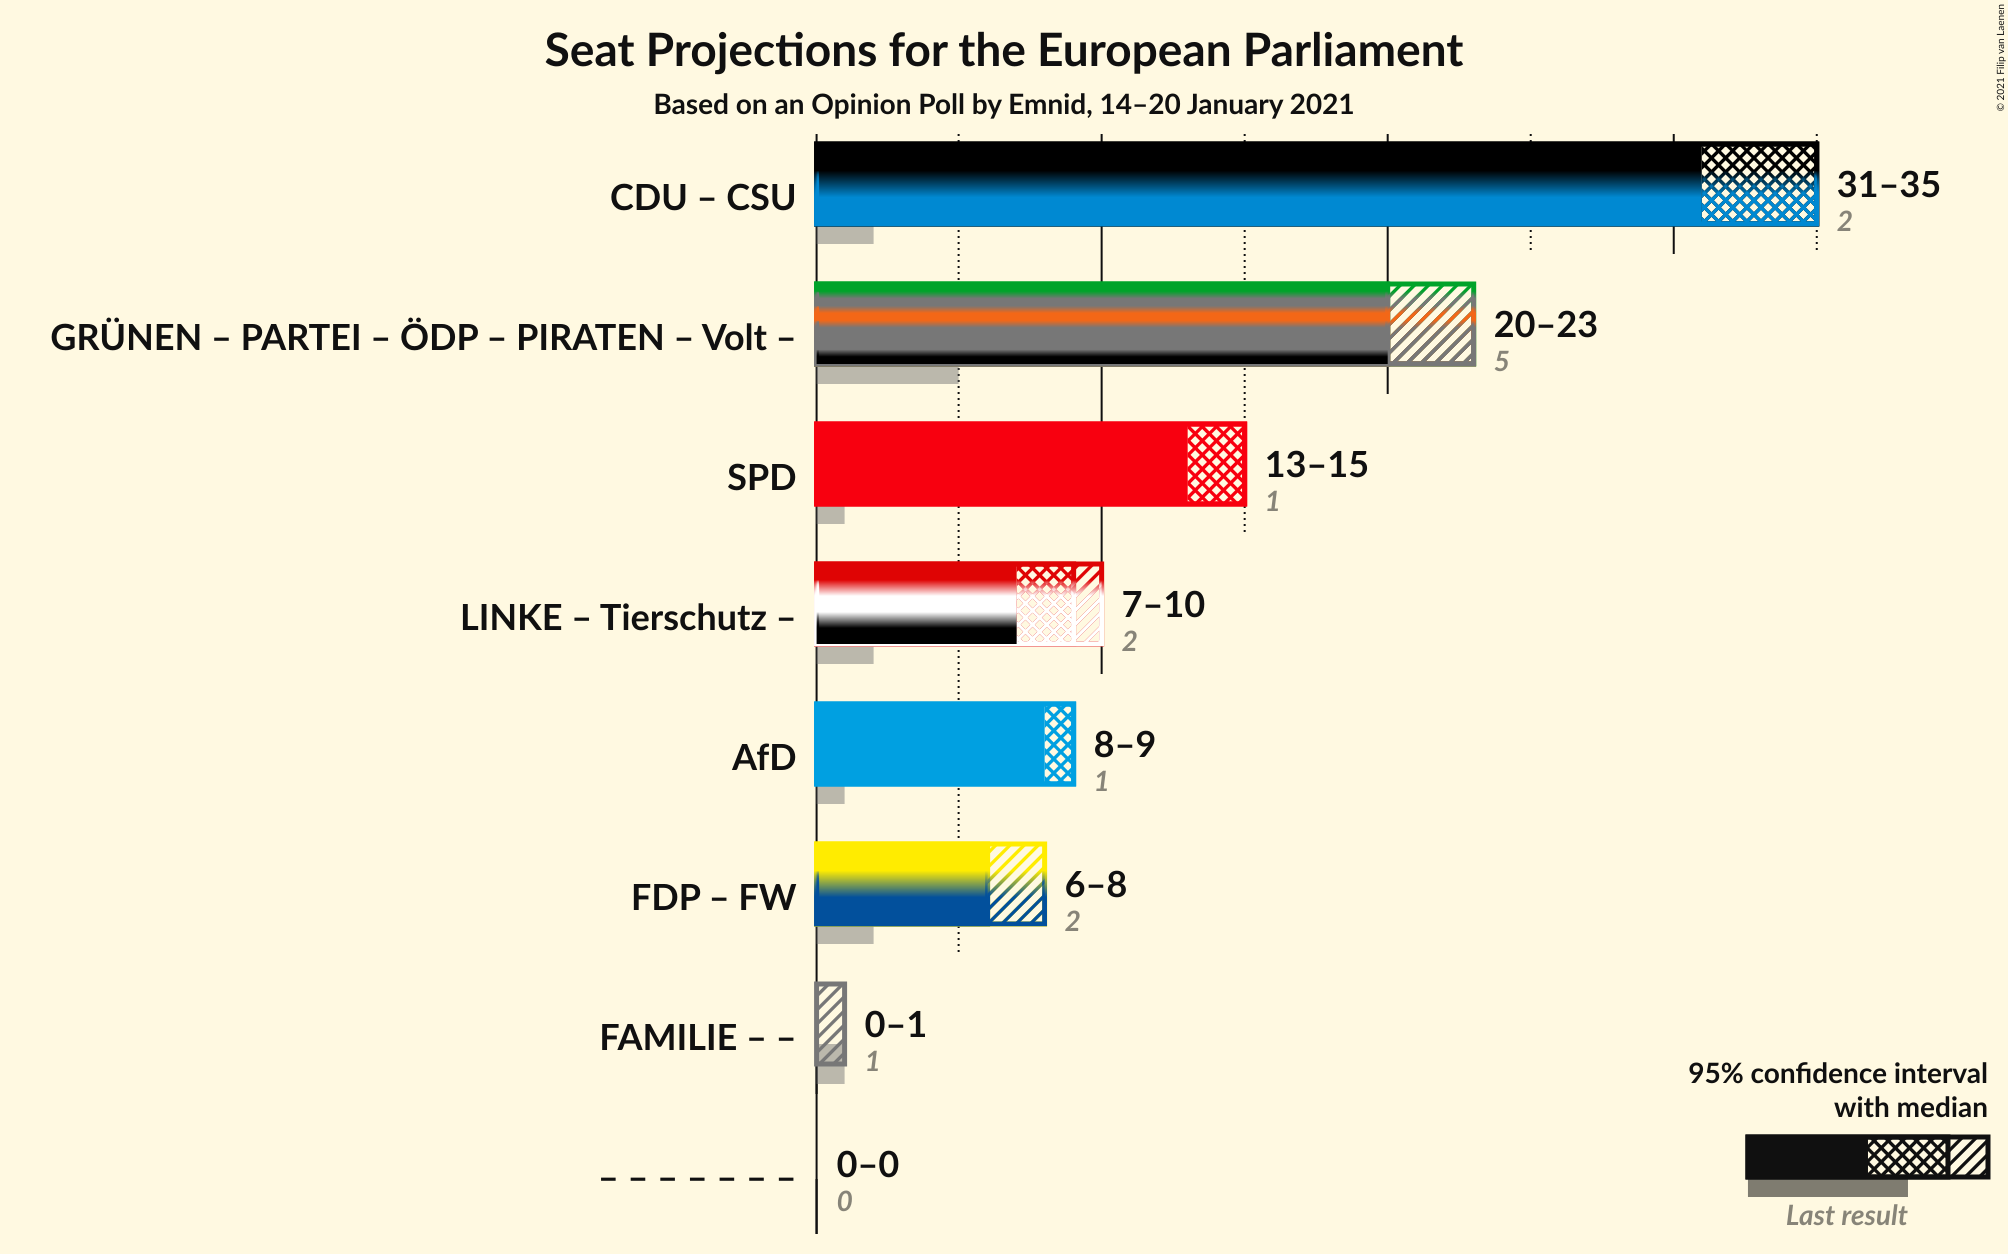 Seat Projections for the European Parliament
Based on an Opinion Poll by Emnid, 14–20 January 2021
© 2021 Filip van Laenen
CDU – CSU
31–35
2
GRÜNEN – PARTEI – ÖDP – PIRATEN – Volt –
20–23
5
SPD
13–15
1
LINKE – Tierschutz –
7–10
2
AfD
8–9
1
FDP – FW
6–8
2
FAMILIE – –
0–1
1
– – – – – – –
0–0
0
95% confidence interval
with median
Last result